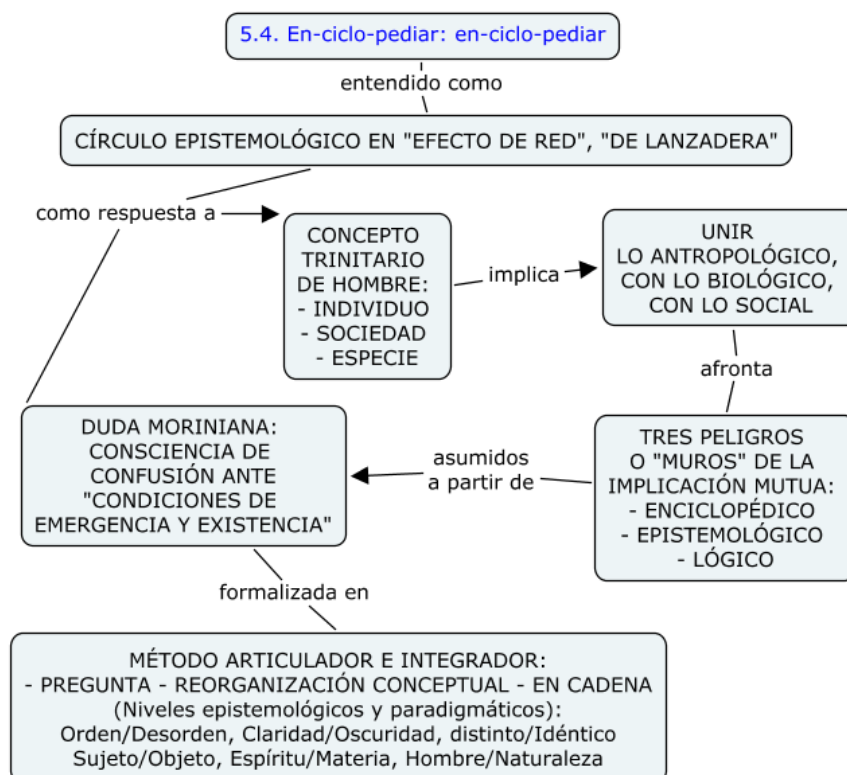 5.4. En-ciclo-pediar: en-ciclo-pediar
entendido como
CÍRCULO EPISTEMOLÓGICO EN "EFECTO DE RED", "DE LANZADERA"
como respuesta a
CONCEPTO
TRINITARIO
DE HOMBRE:
- INDIVIDUO
- SOCIEDAD
- ESPECIE
implica
UNIR
LO ANTROPOLÓGICO,
CON LO BIOLÓGICO,
CON LO SOCIAL
afronta
TRES PELIGROS
O "MUROS" DE LA
IMPLICACIÓN MUTUA:
- ENCICLOPÉDICO
- EPISTEMOLÓGICO
- LÓGICO
asumidos
a partir de
DUDA MORINIANA:
CONSCIENCIA DE
CONFUSIÓN ANTE
"CONDICIONES DE
EMERGENCIA Y EXISTENCIA"
formalizada en
MÉTODO ARTICULADOR E INTEGRADOR:
- PREGUNTA - REORGANIZACIÓN CONCEPTUAL - EN CADENA
(Niveles epistemológicos y paradigmáticos):
Orden/Desorden, Claridad/Oscuridad, distinto/Idéntico
Sujeto/Objeto, Espíritu/Materia, Hombre/Naturaleza